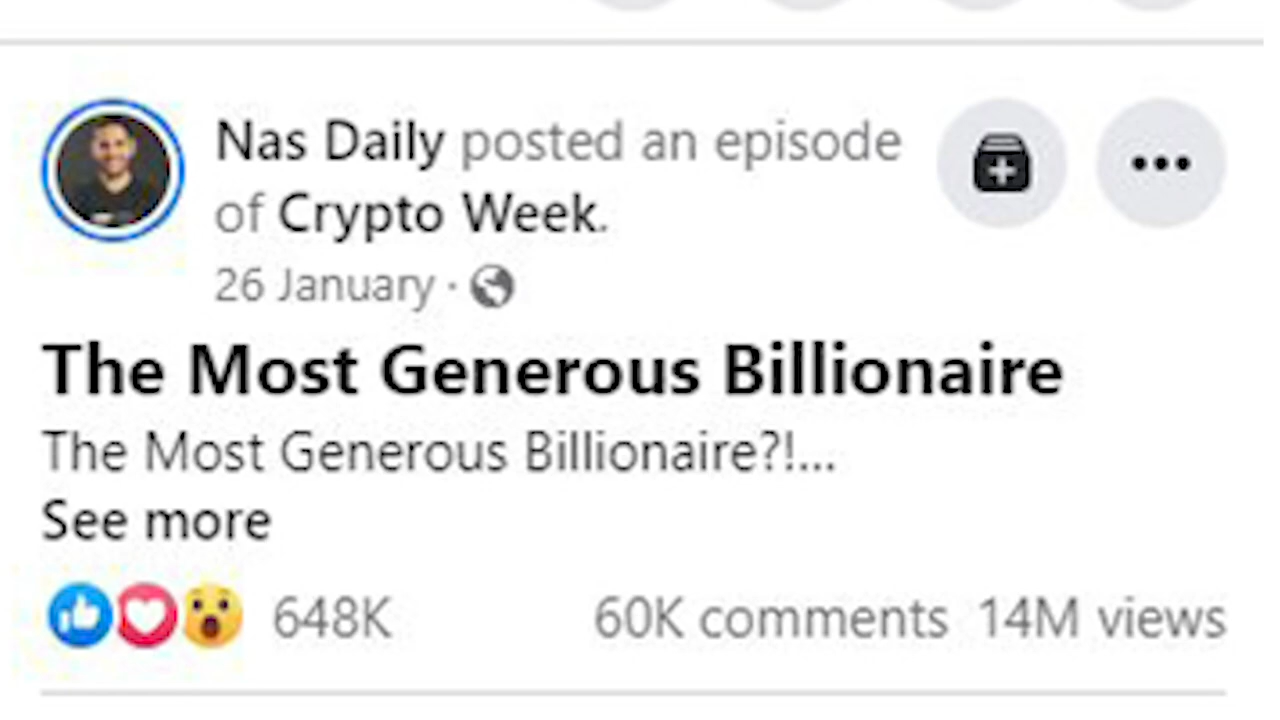 Nas Daily posted an episode
of Crypto Week.
26 January ·
The Most Generous Billionaire
The Most Generous Billionaire?!...
See more
648K 60K comments 14M views